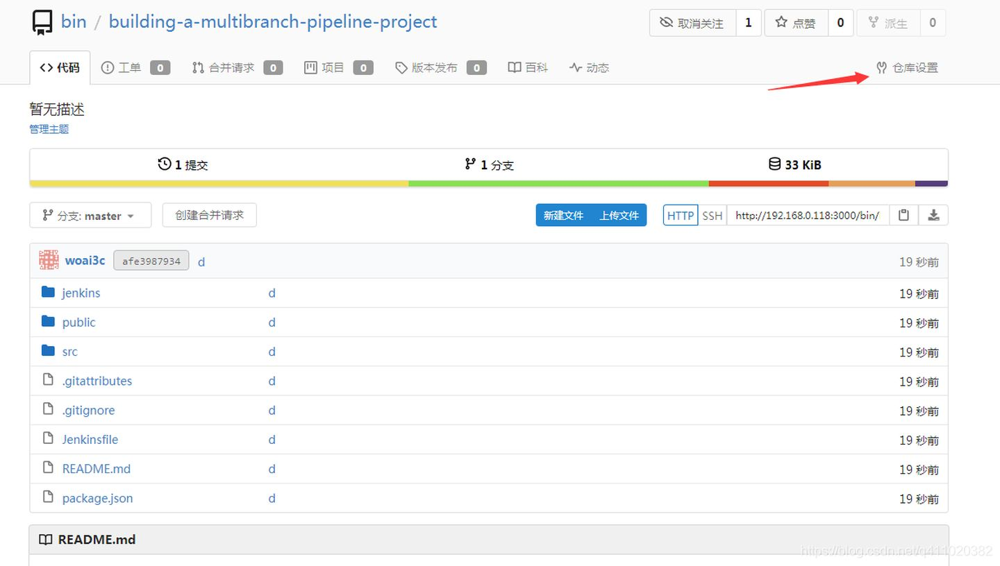 bin / building-a-multibranch-pipeline-project
取消关注 1 点赞 0 派生 0
代码 工单 0 合并请求 0 项目 0 版本发布 0 百科 动态 仓库设置
暂无描述
管理主题
1 提交 1 分支 33 KiB
分支: master 创建合并请求 新建文件 上传文件 HTTP SSH http://192.168.0.118:3000/bin/
woai3c afe3987934 d 19 秒前
jenkins d 19 秒前
public d 19 秒前
src d 19 秒前
.gitattributes d 19 秒前
.gitignore d 19 秒前
Jenkinsfile d 19 秒前
README.md d 19 秒前
package.json d 19 秒前
README.md
https://blog.csdn.net/q411020382